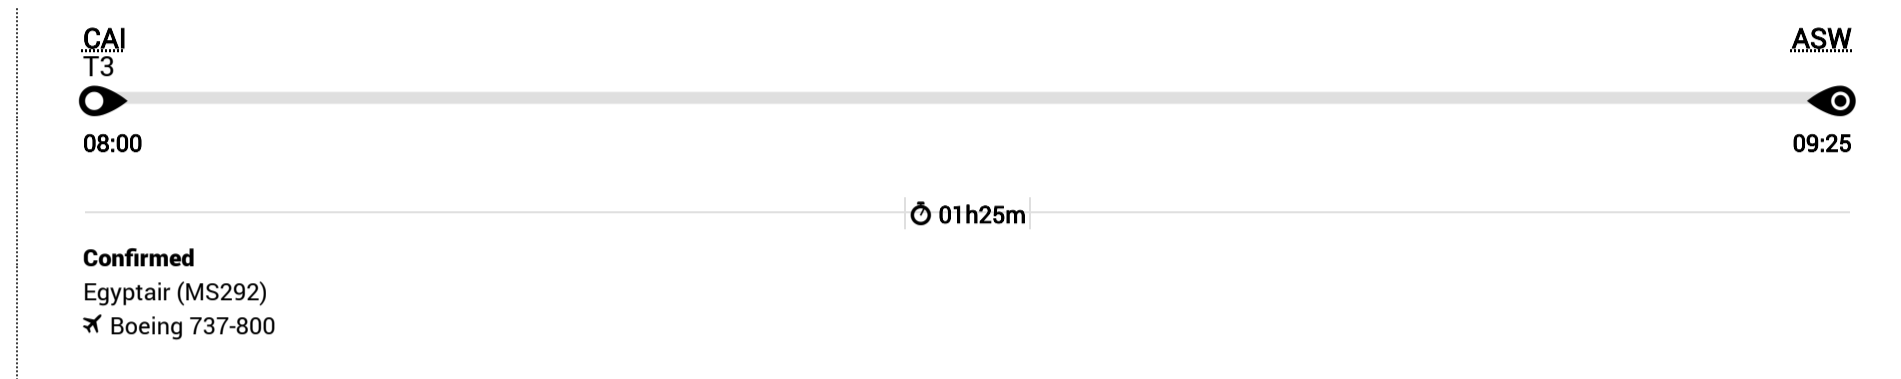 CAI
ASW
T3
08:00
09:25
01h25m
Confirmed
Egyptair (MS292)
Boeing 737-800